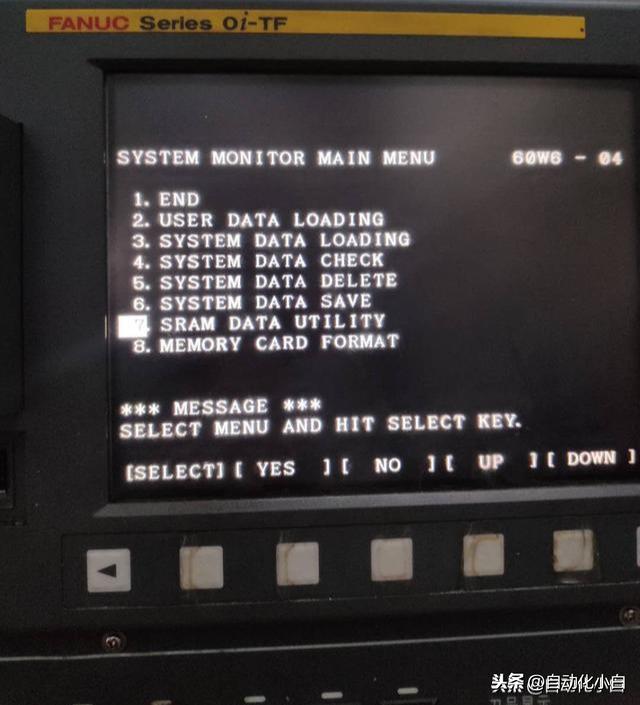 FANUC Series 0i-TF
SYSTEM MONITOR MAIN MENU 60W6 - 04
1. END
2. USER DATA LOADING
3. SYSTEM DATA LOADING
4. SYSTEM DATA CHECK
5. SYSTEM DATA DELETE
6. SYSTEM DATA SAVE
7. SRAM DATA UTILITY
8. MEMORY CARD FORMAT
*** MESSAGE ***
SELECT MENU AND HIT SELECT KEY.
[SELECT] [ YES ] [ NO ] [ UP ] [ DOWN ]
头条 @自动化小白